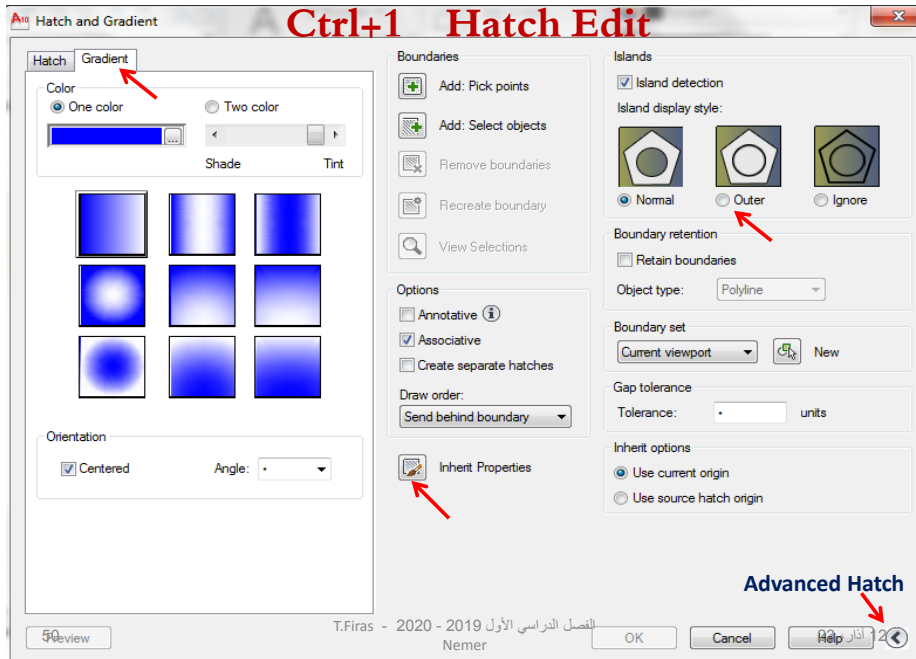 Ctrl+1 Hatch Edit
Hatch and Gradient
Hatch
Gradient
Color
One color
Two color
...
Shade
Tint
Orientation
Centered
Angle:
Boundaries
Add: Pick points
Add: Select objects
Remove boundaries
Recreate boundary
View Selections
Options
Annotative
Associative
Create separate hatches
Draw order:
Send behind boundary
Inherit Properties
Islands
Island detection
Island display style:
Normal
Outer
Ignore
Boundary retention
Retain boundaries
Object type:
Polyline
Boundary set
Current viewport
New
Gap tolerance
Tolerance:
units
Inherit options
Use current origin
Use source hatch origin
Advanced Hatch
50
Preview
T.Firas - 2020 - 2019 الفصل الدراسي الأول
Nemer
OK
Cancel
Help
آذار